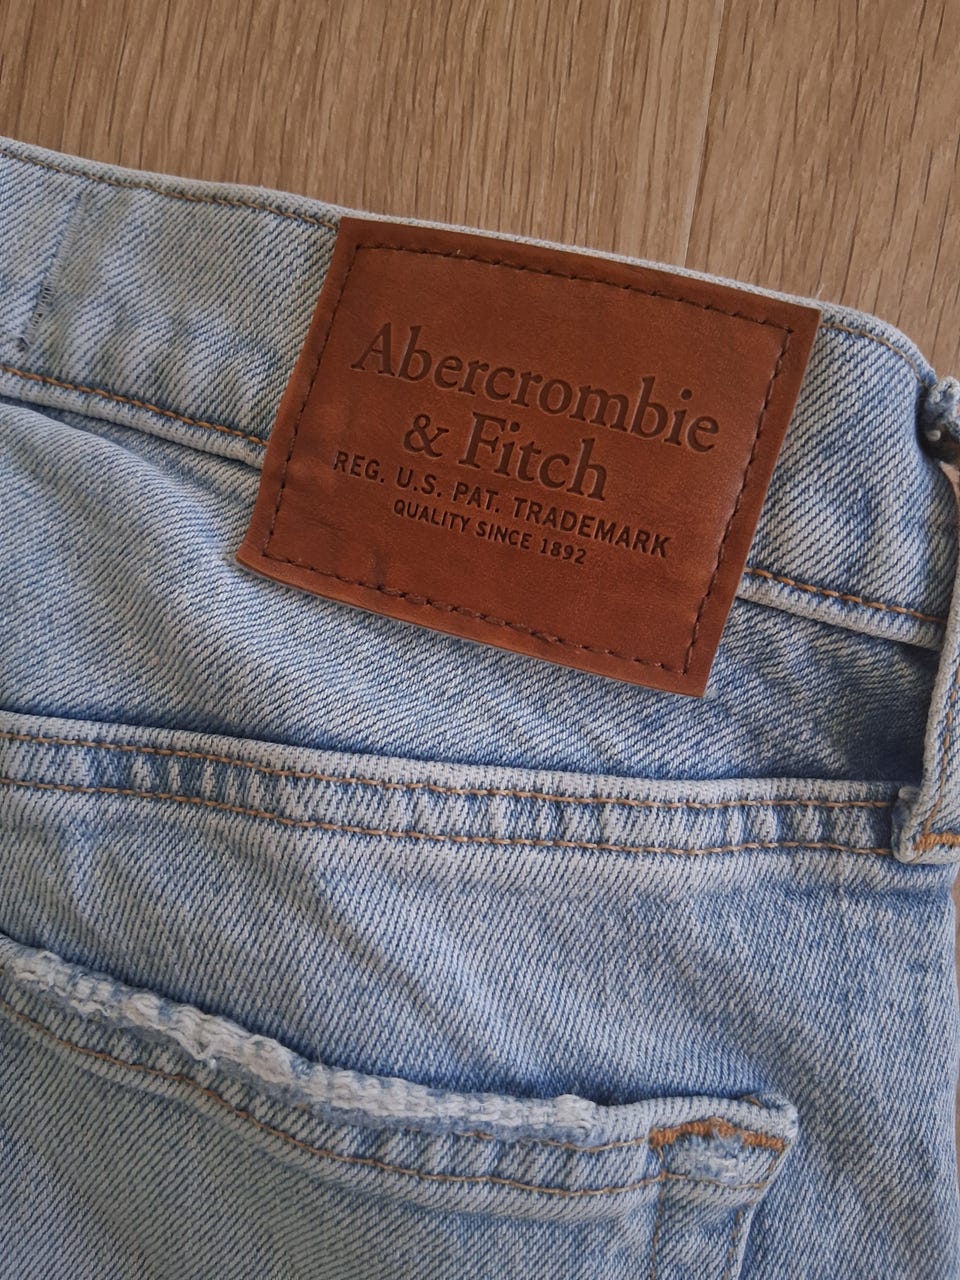 Abercrombie
& Fitch
REG. U.S. PAT. TRADEMARK
QUALITY SINCE 1892